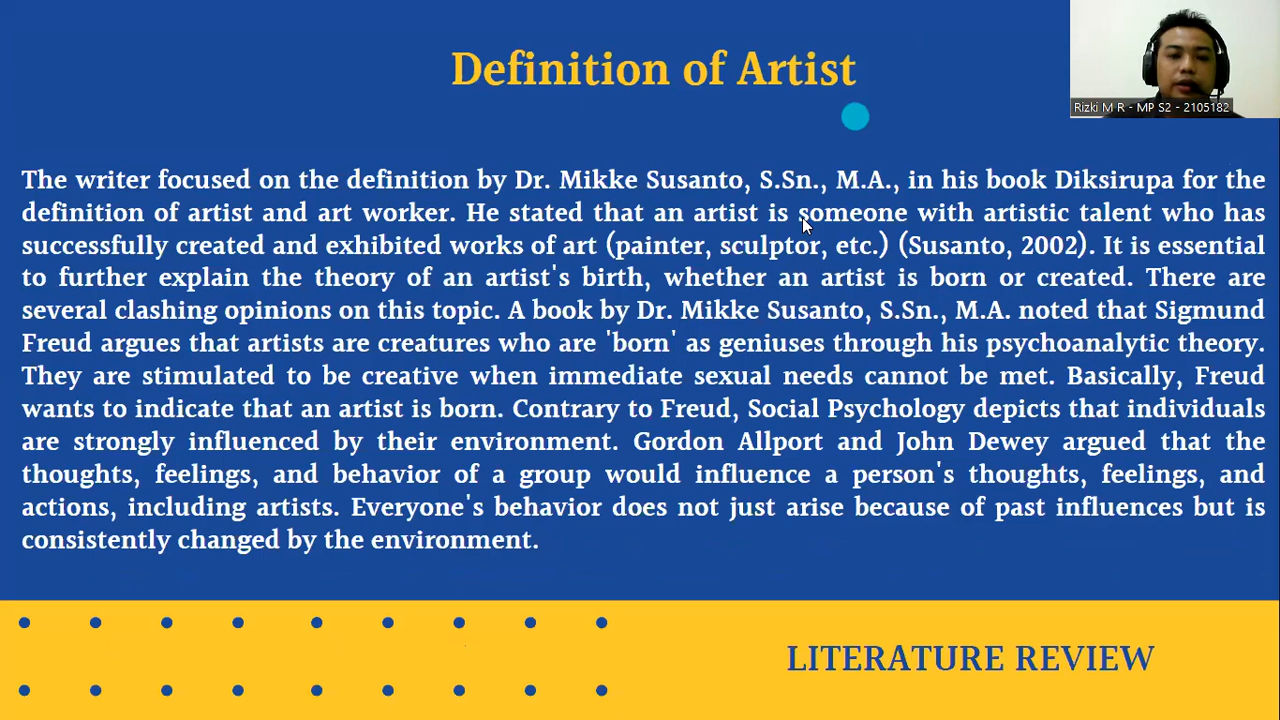 Definition of Artist
Rizki M R - MP S2 - 2105182
The writer focused on the definition by Dr. Mikke Susanto, S.Sn., M.A., in his book Diksirupa for the
definition of artist and art worker. He stated that an artist is someone with artistic talent who has
successfully created and exhibited works of art (painter, sculptor, etc.) (Susanto, 2002). It is essential
to further explain the theory of an artist's birth, whether an artist is born or created. There are
several clashing opinions on this topic. A book by Dr. Mikke Susanto, S.Sn., M.A. noted that Sigmund
Freud argues that artists are creatures who are 'born' as geniuses through his psychoanalytic theory.
They are stimulated to be creative when immediate sexual needs cannot be met. Basically, Freud
wants to indicate that an artist is born. Contrary to Freud, Social Psychology depicts that individuals
are strongly influenced by their environment. Gordon Allport and John Dewey argued that the
thoughts, feelings, and behavior of a group would influence a person's thoughts, feelings, and
actions, including artists. Everyone's behavior does not just arise because of past influences but is
consistently changed by the environment.
LITERATURE REVIEW